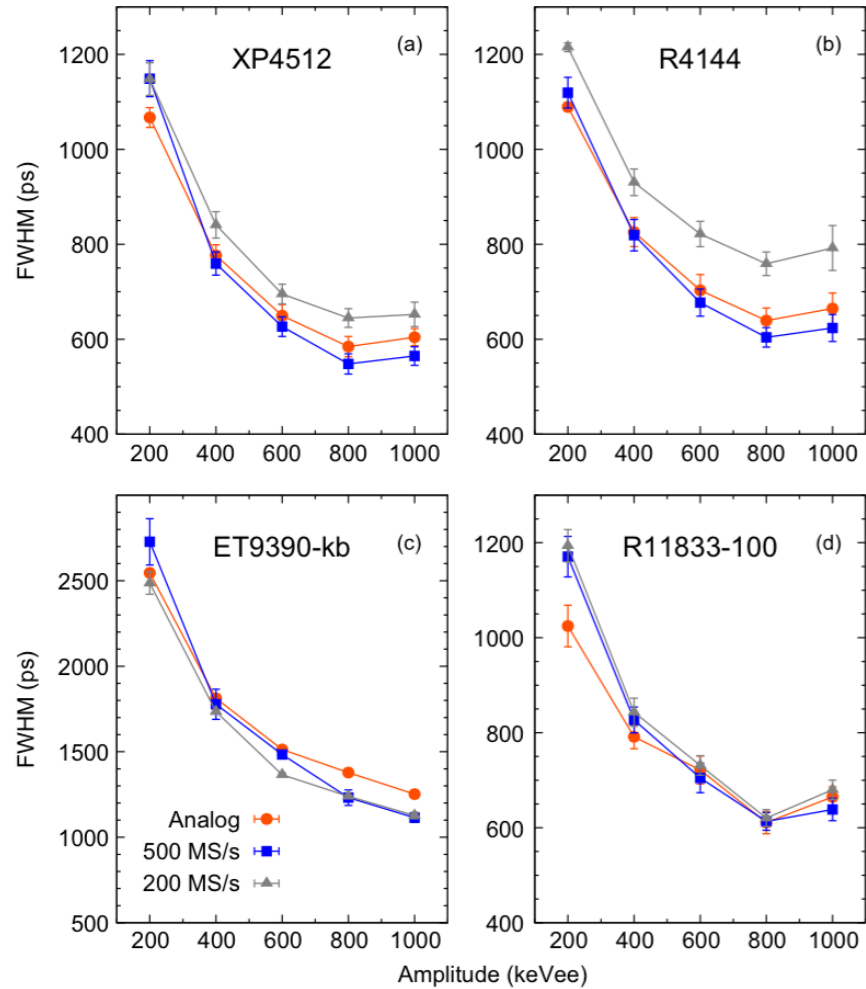 XP4512
(a)
R4144
(b)
FWHM (ps)
1200
1000
800
600
400
1200
1000
800
600
400
200 400 600 800 1000
200 400 600 800 1000
ET9390-kb
(c)
R11833-100
(d)
FWHM (ps)
2500
2000
1500
1000
500
1200
1000
800
600
400
Analog
500 MS/s
200 MS/s
200 400 600 800 1000
200 400 600 800 1000
Amplitude (keVee)